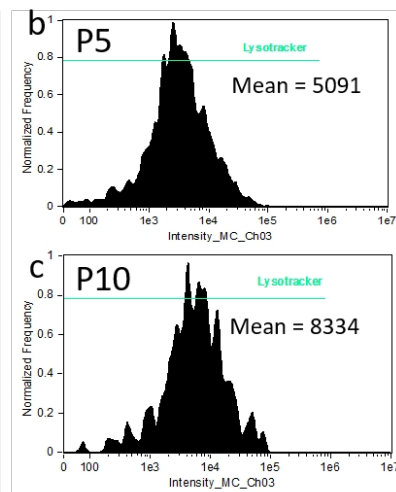 b P5
Lysotracker
Mean = 5091
Normalized Frequency
1
0.8
0.6
0.4
0.2
0
0 100 1e3 1e4 1e5 1e6 1e7
Intensity_MC_Ch03
c P10
Lysotracker
Mean = 8334
Normalized Frequency
1
0.8
0.6
0.4
0.2
0
0 100 1e3 1e4 1e5 1e6 1e7
Intensity_MC_Ch03